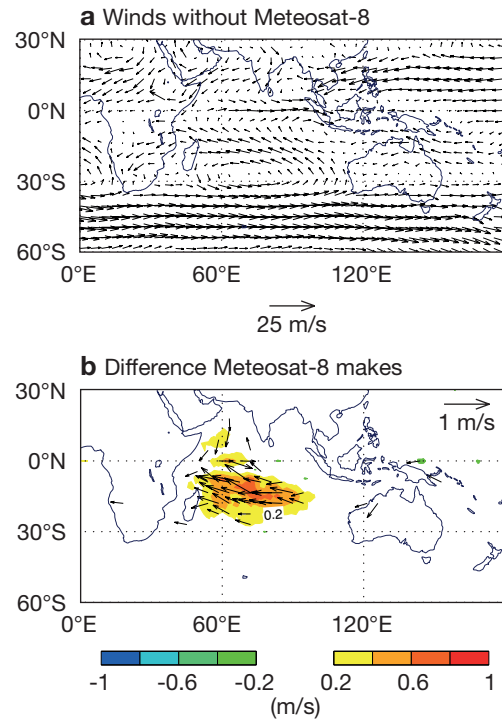 a Winds without Meteosat-8
30°N
0°N
30°S
60°S
0°E 60°E 120°E
25 m/s
b Difference Meteosat-8 makes
30°N
1 m/s
0°N
0.2
30°S
60°S
0°E 60°E 120°E
-1 -0.6 -0.2 0.2 0.6 1
(m/s)